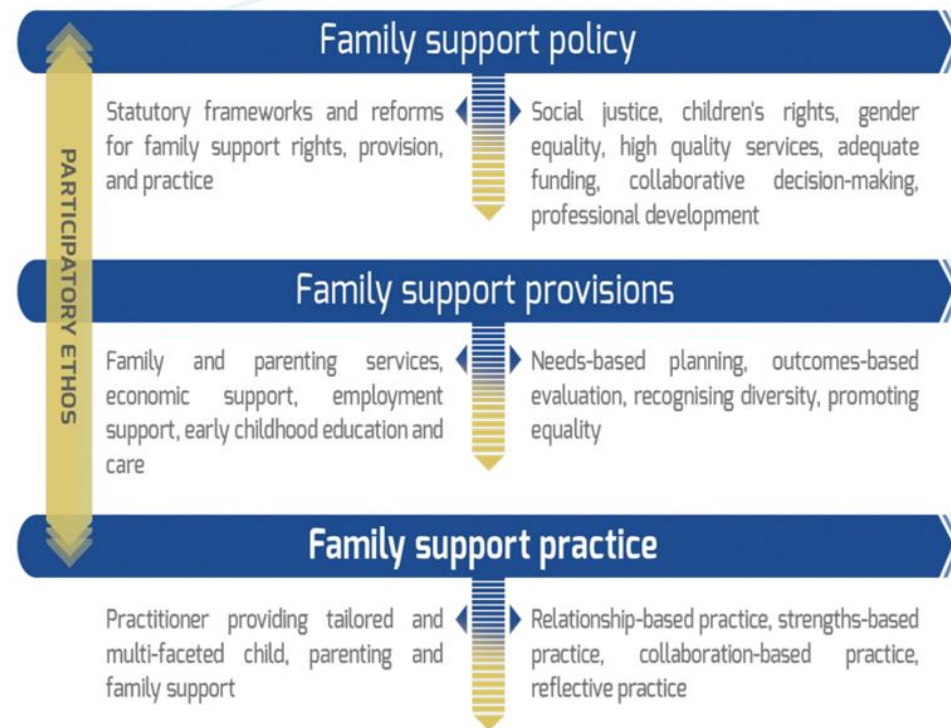 Family support policy
Statutory frameworks and reforms
for family support rights, provision,
and practice
Social justice, children's rights, gender
equality, high quality services, adequate
funding, collaborative decision-making,
professional development
PARTICIPATORY ETHOS
Family support provisions
Family and parenting services,
economic support, employment
support, early childhood education and
care
Needs-based planning, outcomes-based
evaluation, recognising diversity, promoting
equality
Family support practice
Practitioner providing tailored and
multi-faceted child, parenting and
family support
Relationship-based practice, strengths-based
practice, collaboration-based practice,
reflective practice